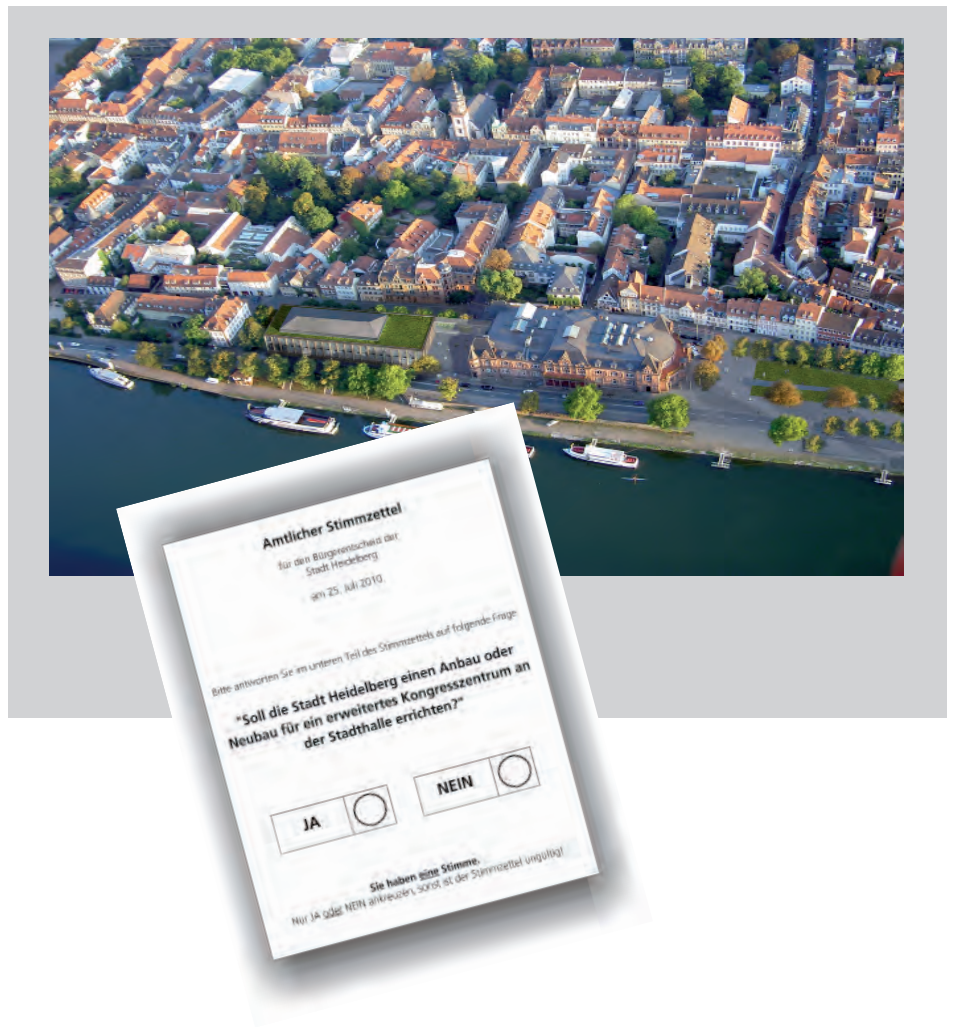 Amtlicher Stimmzettel
für den Bürgerentscheid der
Stadt Heidelberg
am 25. Juli 2010
Bitte antworten Sie im unteren Teil des Stimmzettels auf folgende Frage
"Soll die Stadt Heidelberg einen Anbau oder
Neubau für ein erweitertes Kongresszentrum an
der Stadthalle errichten?"
JA
NEIN
Sie haben eine Stimme.
Nur JA oder NEIN ankreuzen, sonst ist der Stimmzettel ungültig!